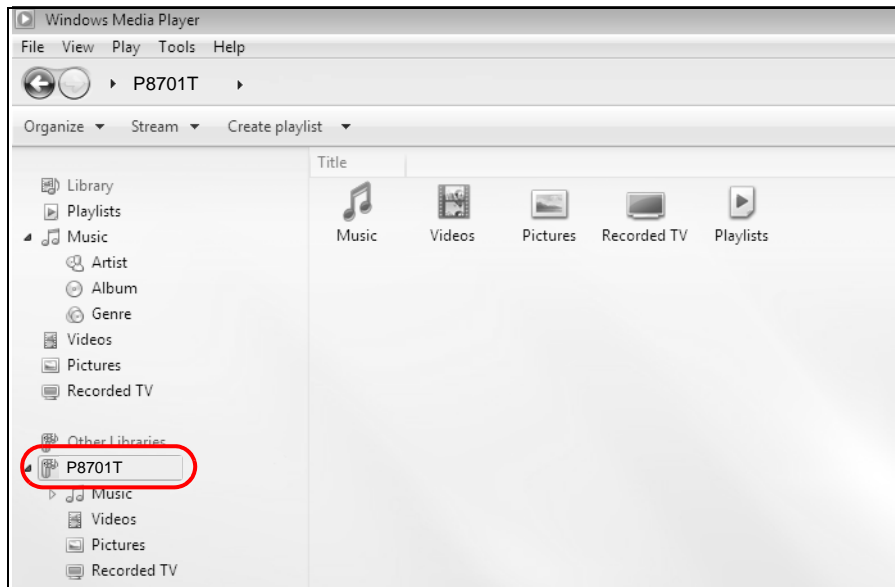 Windows Media Player
File View Play Tools Help
P8701T
Organize Stream Create playlist
Title
Library
Playlists
Music
Artist
Album
Genre
Videos
Pictures
Recorded TV
Other Libraries
P8701T
Music
Videos
Pictures
Recorded TV
Music Videos Pictures Recorded TV Playlists